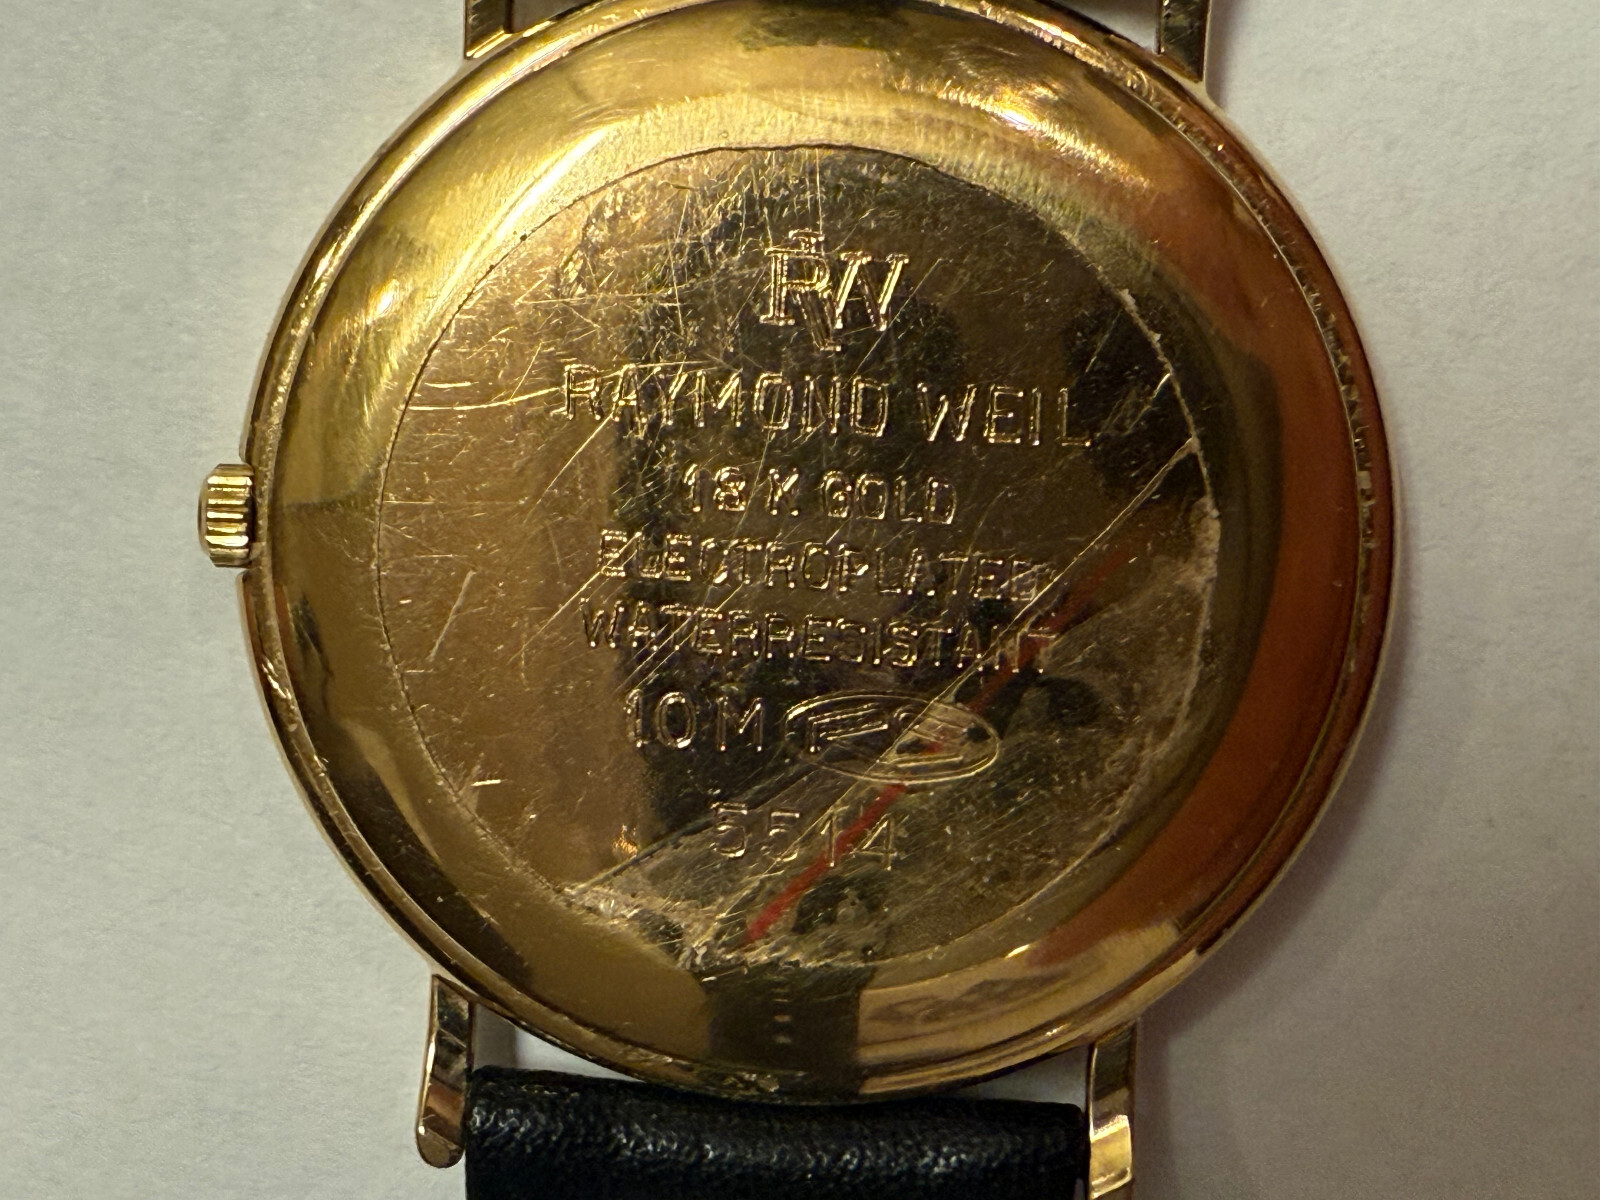 RW
RAYMOND WEIL
18 K GOLD
ELECTROPLATED
WATERRESISTANT
10M
5514